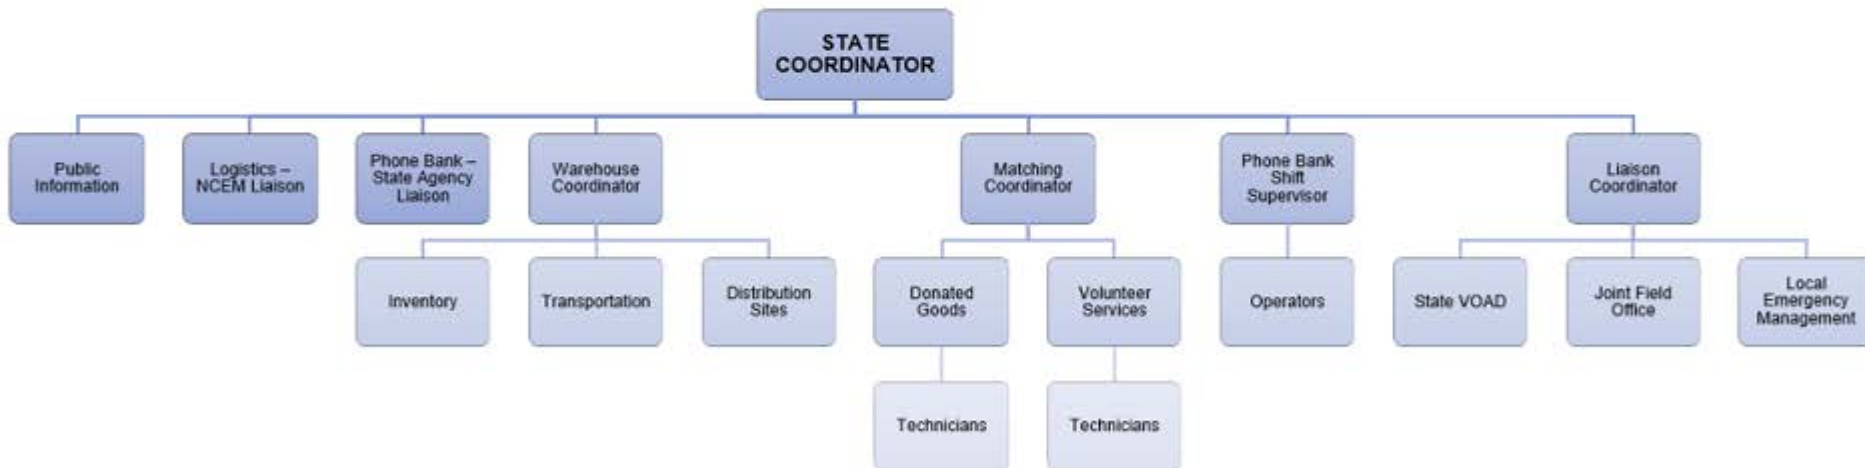 STATE
COORDINATOR
Public
Information
Logistics –
NCEM Liaison
Phone Bank –
State Agency
Liaison
Warehouse
Coordinator
Matching
Coordinator
Phone Bank
Shift
Supervisor
Liaison
Coordinator
Inventory
Transportation
Distribution
Sites
Donated
Goods
Volunteer
Services
Operators
State VOAD
Joint Field
Office
Local
Emergency
Management
Technicians
Technicians